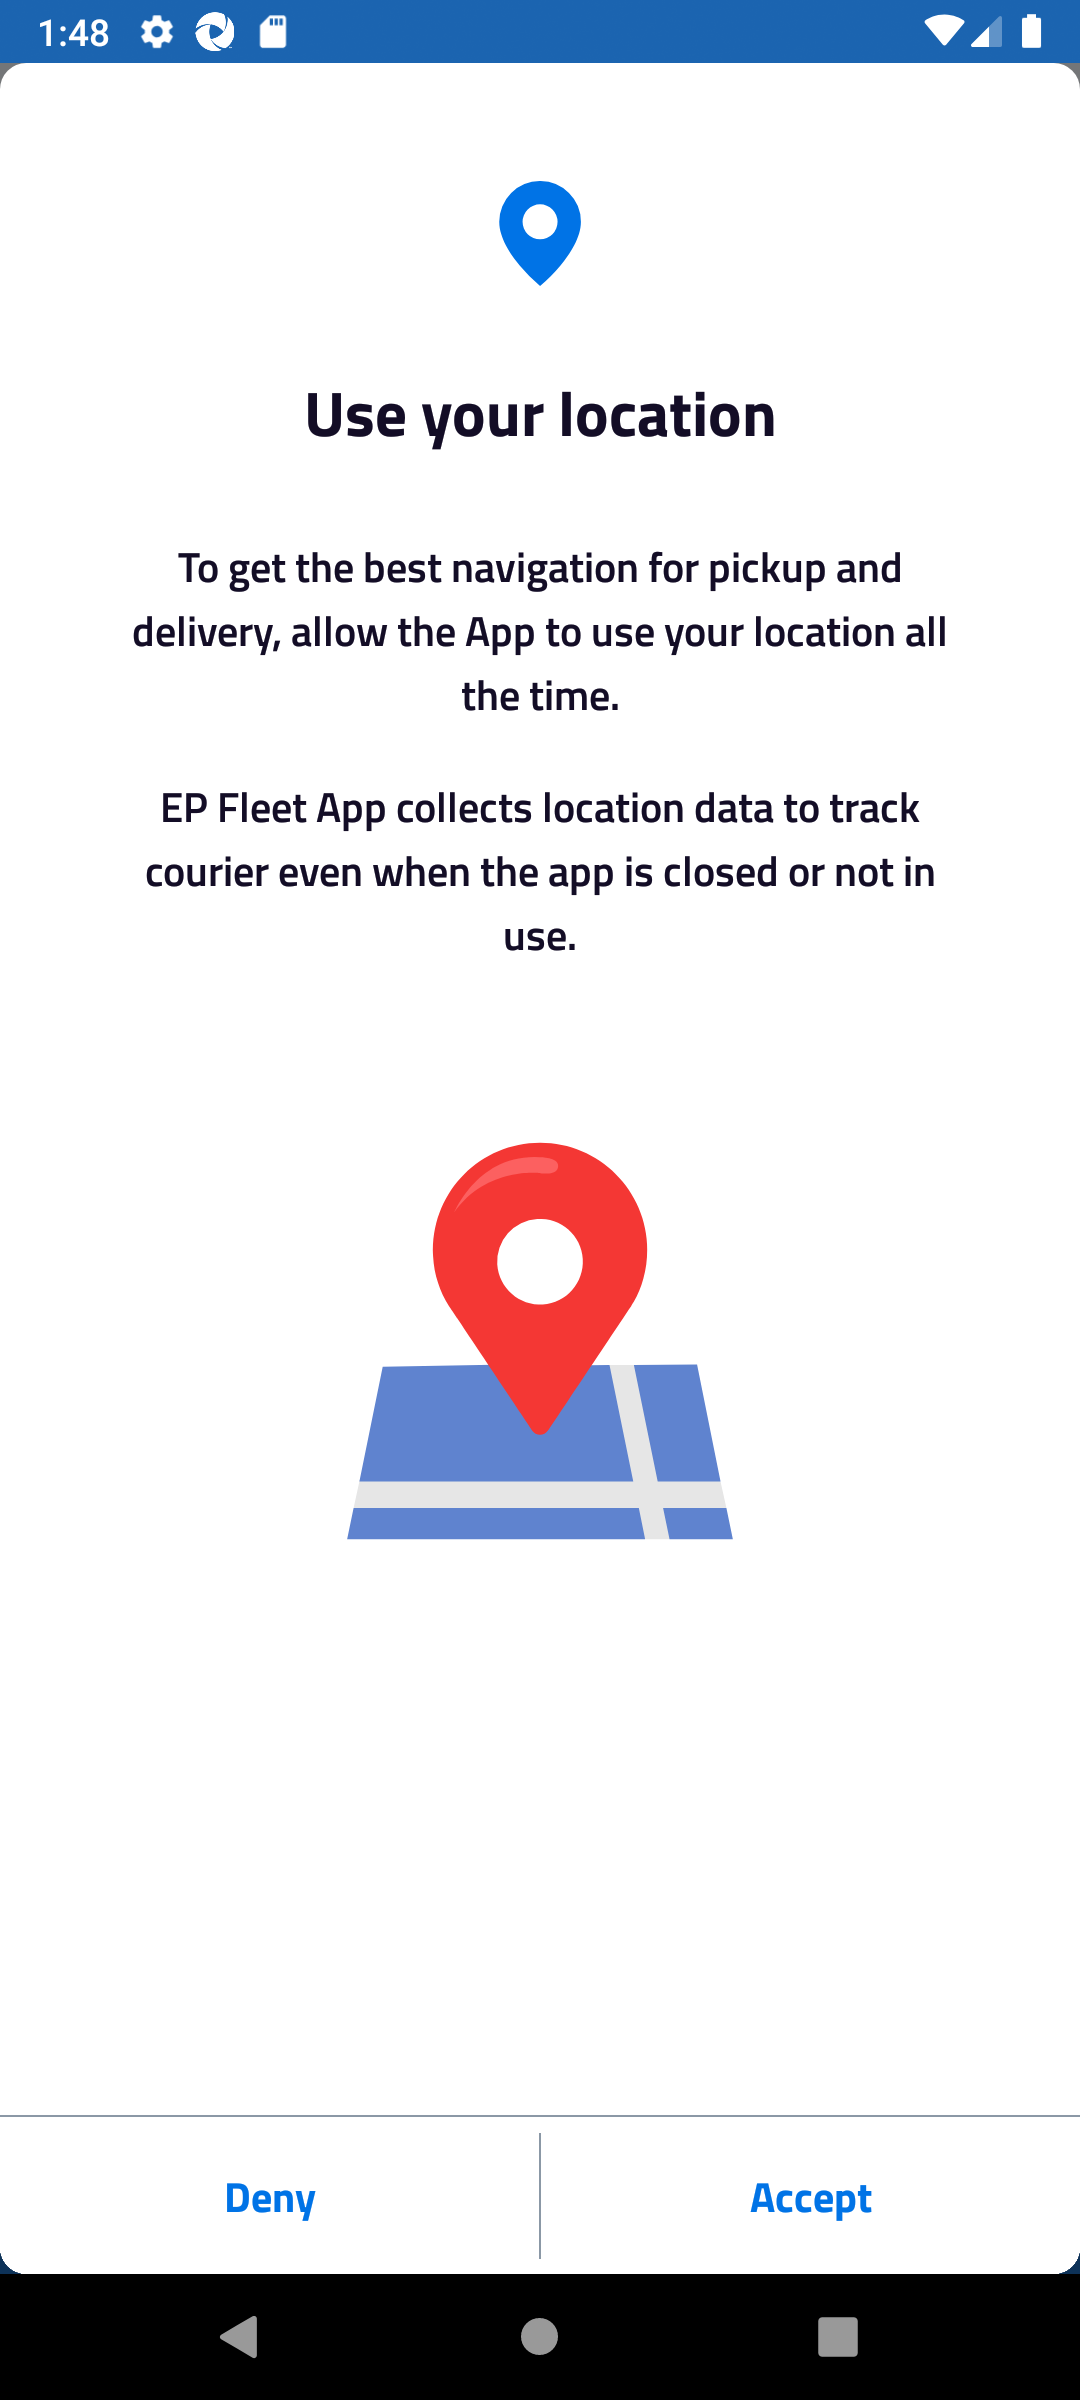 1:48
Use your location
To get the best navigation for pickup and
delivery, allow the App to use your location all
the time.
EP Fleet App collects location data to track
courier even when the app is closed or not in
use.
Deny
Accept